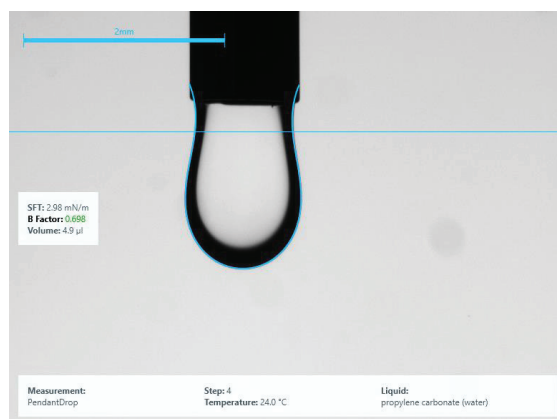 2mm
SFT: 2.98 mN/m
B Factor: 0.698
Volume: 4.9 µl
Measurement: Step: 4 Liquid:
PendantDrop Temperature: 24.0 °C propylene carbonate (water)